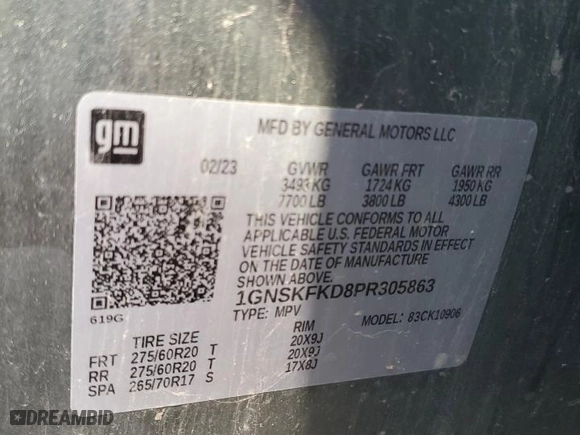 gm
MFD BY GENERAL MOTORS LLC
02/23 GVWR GAWR FRT GAWR RR
3493 KG 1724 KG 1950 KG
7700 LB 3800 LB 4300 LB
THIS VEHICLE CONFORMS TO ALL
APPLICABLE U.S. FEDERAL MOTOR
VEHICLE SAFETY STANDARDS IN EFFECT
ON THE DATE OF MANUFACTURE
1GNSKFKD8PR305863
619G TYPE: MPV MODEL: 83CK10906
TIRE SIZE RIM
FRT 275/60R20 T 20X9J
RR 275/60R20 T 20X9J
SPA 265/70R17 S 17X8J
DREAMBID